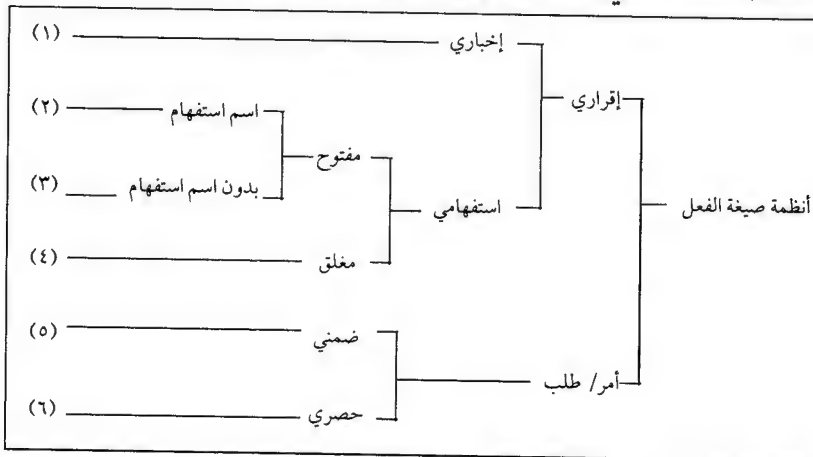 إخباري (١)
إقراري
اسم استفهام (٢)
مفتوح
بدون اسم استفهام (٣)
أنظمة صيغة الفعل
استفهامي
مغلق (٤)
ضمني (٥)
أمر/ طلب
حصري (٦)